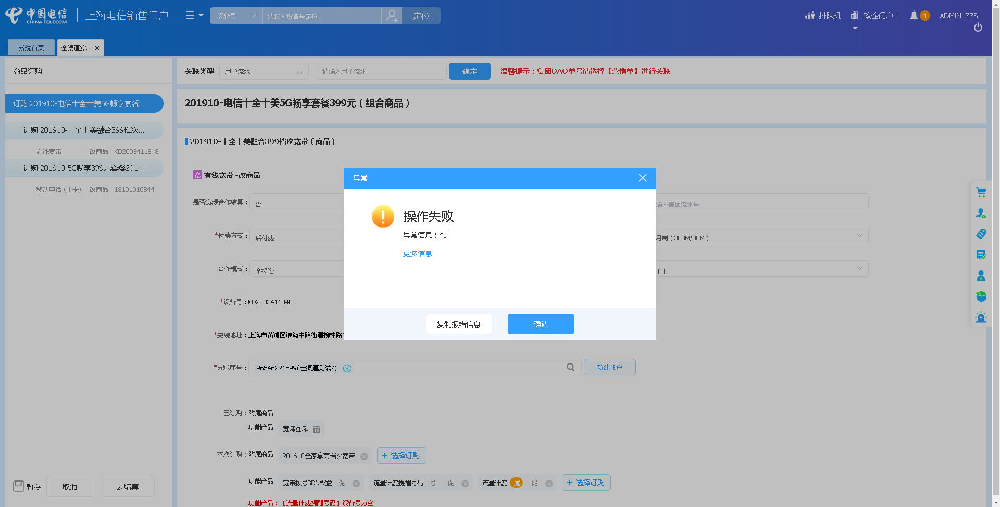 中国电信
CHINA TELECOM
上海电信销售门户
设备号
请输入设备号定位
定位
排队机
政企门户
1
ADMIN_ZZS
系统首页
全渠道穿...
商品订购
订购 201910-电信十全十美5G畅享套餐...
订购 201910-十全十美融合399档次...
有线宽带 改商品 KD2003411848
订购 201910-5G畅享399元套餐201...
移动电话 (主卡) 改商品 18101910844
暂存
取消
去结算
关联类型
甩单流水
请输入甩单流水
确定
温馨提示：集团OAO单号请选择【营销单】进行关联
201910-电信十全十美5G畅享套餐399元（组合商品）
201910-十全十美融合399档次宽带（商品）
宽 有线宽带 -改商品
是否宽频合作结算：否
输入集团流水号
*付费方式：后付费
月制（300M/30M）
合作模式：全投资
TH
*设备号：KD2003411848
*安装地址：上海市黄浦区淮海中路街道柳林路
*分账序号：96546221599(全渠道测试7)
新建账户
已订购：附属商品
功能产品 宽降互斥
本次订购：附属商品 201610全家享高档次宽带.. + 选择订购
功能产品 宽带拨号SDN权益 促 流量计费提醒号码 号 促 流量计费 属 促 + 选择订购
功能产品：【流量计费提醒号码】设备号为空
异常
操作失败
异常信息：null
更多信息
复制报错信息
确认